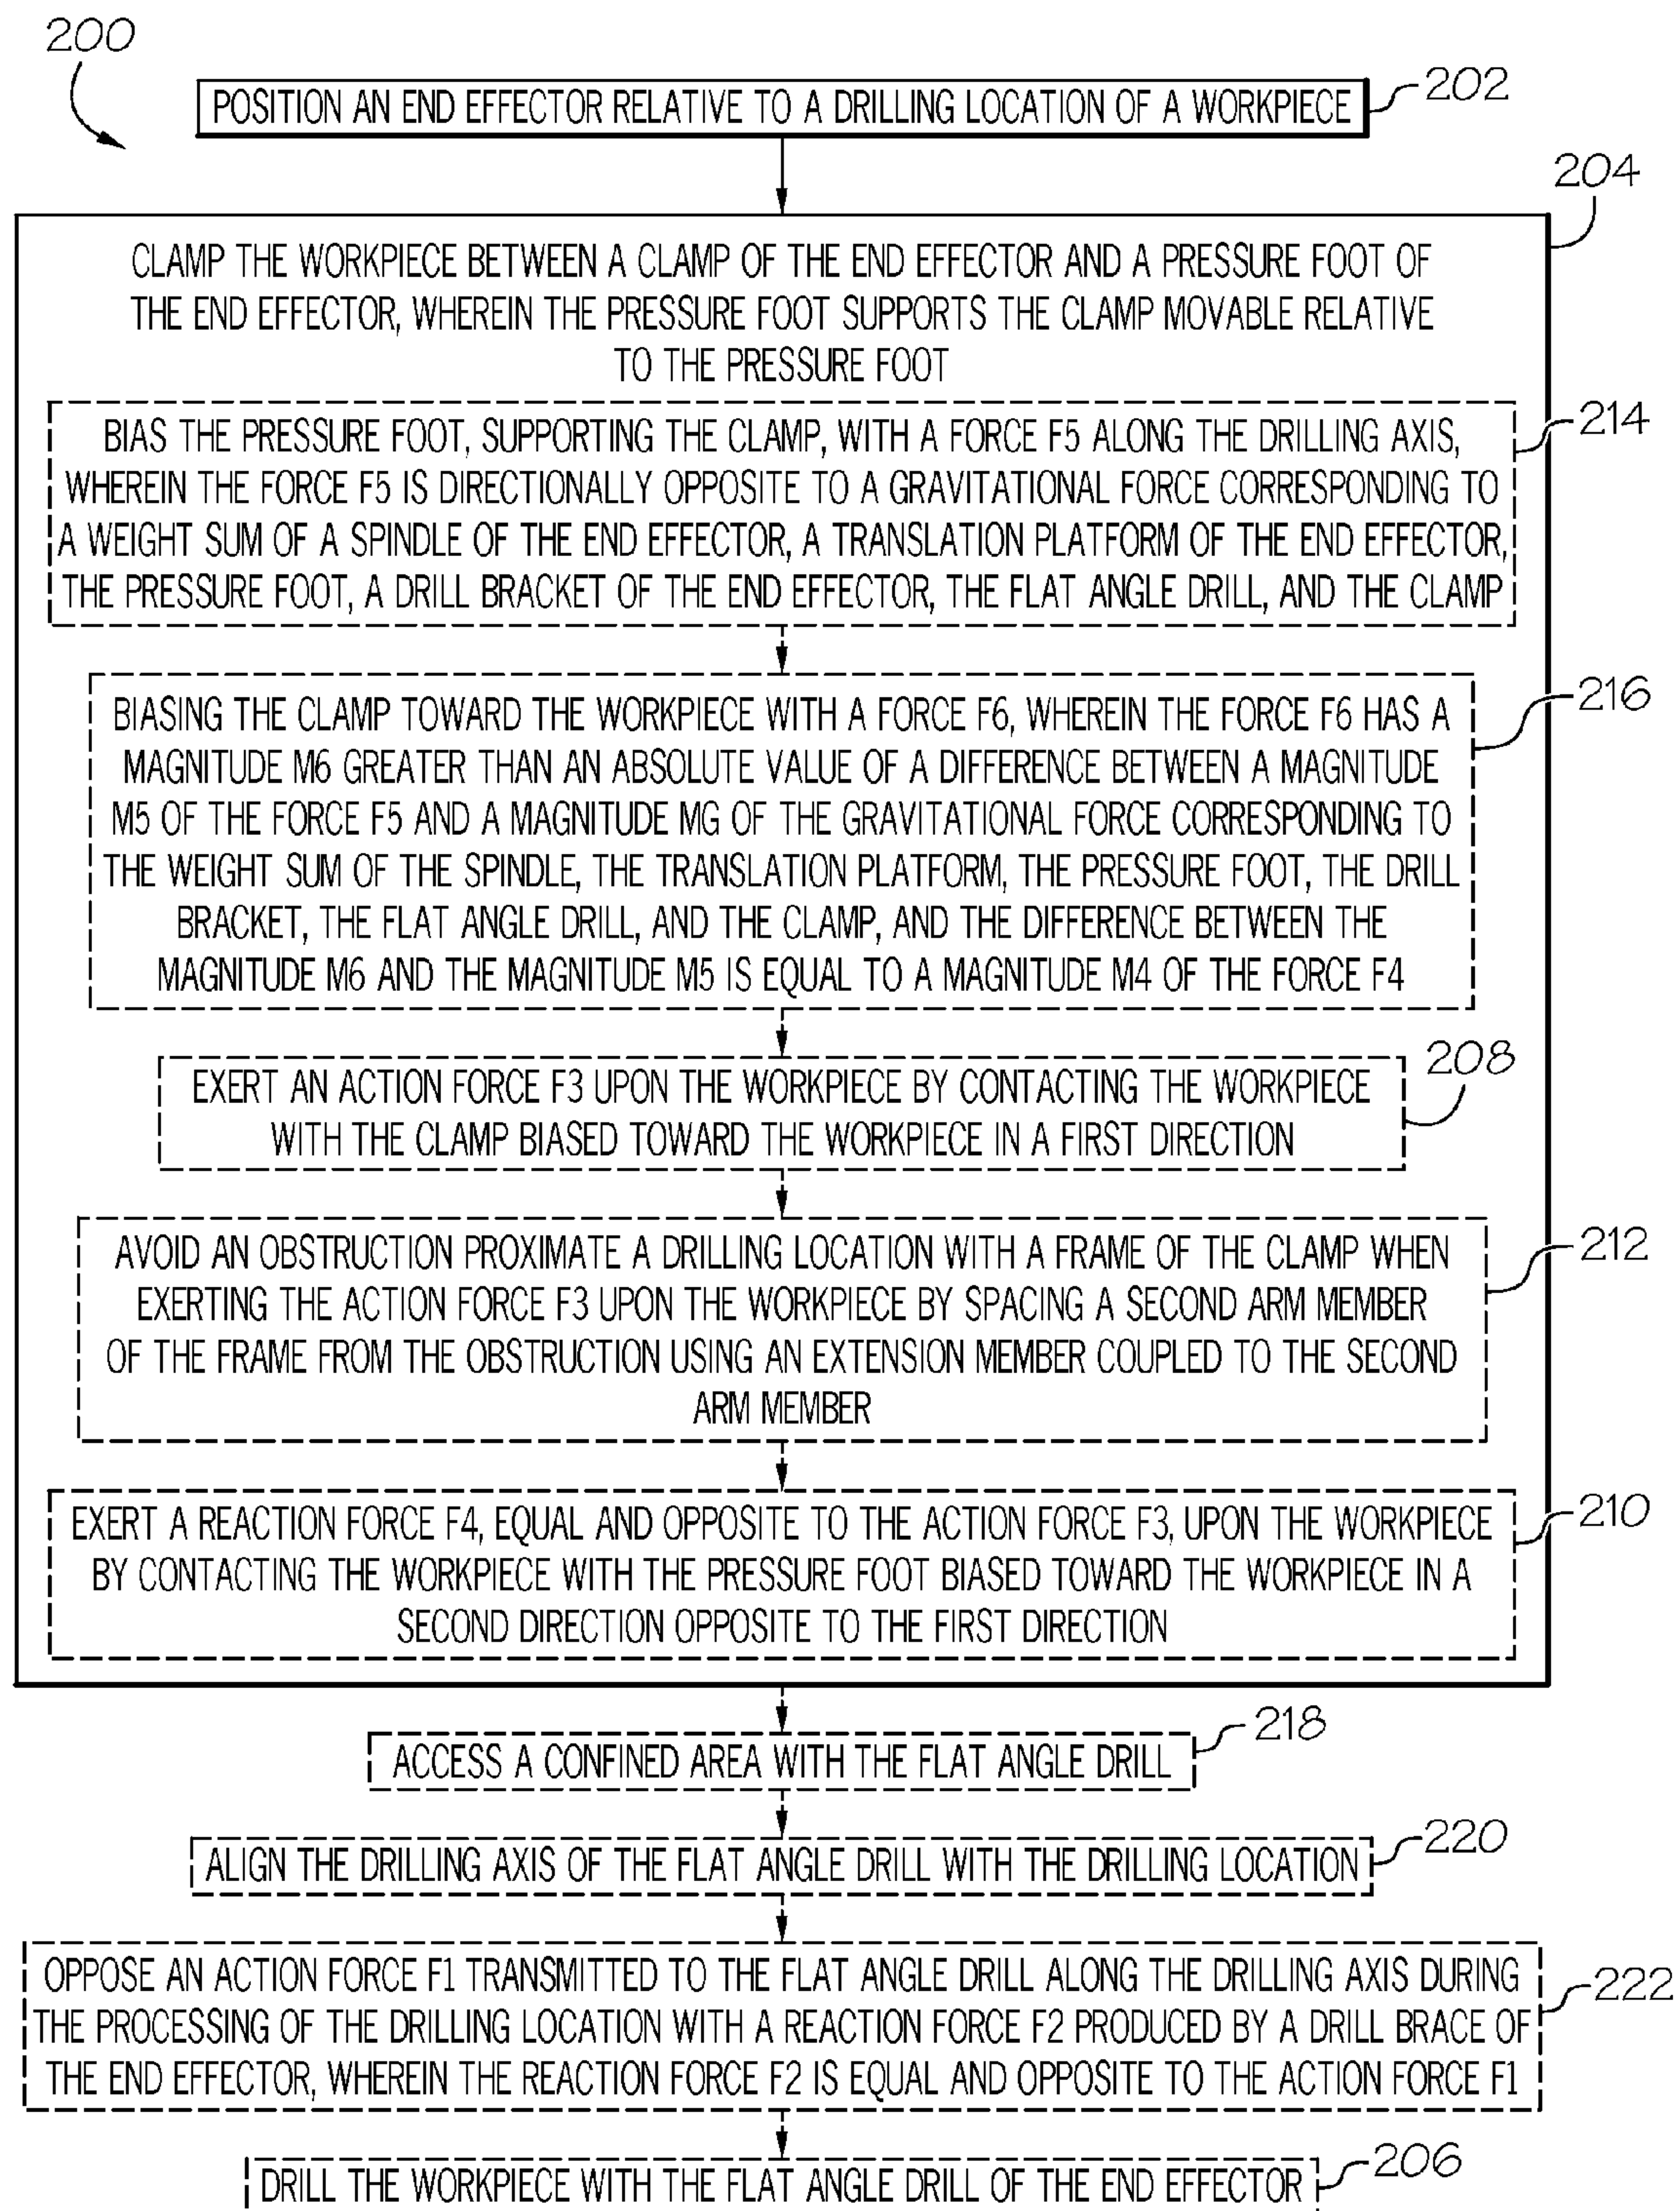 200
POSITION AN END EFFECTOR RELATIVE TO A DRILLING LOCATION OF A WORKPIECE
202
204
CLAMP THE WORKPIECE BETWEEN A CLAMP OF THE END EFFECTOR AND A PRESSURE FOOT OF
THE END EFFECTOR, WHEREIN THE PRESSURE FOOT SUPPORTS THE CLAMP MOVABLE RELATIVE
TO THE PRESSURE FOOT
BIAS THE PRESSURE FOOT, SUPPORTING THE CLAMP, WITH A FORCE F5 ALONG THE DRILLING AXIS,
WHEREIN THE FORCE F5 IS DIRECTIONALLY OPPOSITE TO A GRAVITATIONAL FORCE CORRESPONDING TO
A WEIGHT SUM OF A SPINDLE OF THE END EFFECTOR, A TRANSLATION PLATFORM OF THE END EFFECTOR,
THE PRESSURE FOOT, A DRILL BRACKET OF THE END EFFECTOR, THE FLAT ANGLE DRILL, AND THE CLAMP
214
BIASING THE CLAMP TOWARD THE WORKPIECE WITH A FORCE F6, WHEREIN THE FORCE F6 HAS A
MAGNITUDE M6 GREATER THAN AN ABSOLUTE VALUE OF A DIFFERENCE BETWEEN A MAGNITUDE
M5 OF THE FORCE F5 AND A MAGNITUDE MG OF THE GRAVITATIONAL FORCE CORRESPONDING TO
THE WEIGHT SUM OF THE SPINDLE, THE TRANSLATION PLATFORM, THE PRESSURE FOOT, THE DRILL
BRACKET, THE FLAT ANGLE DRILL, AND THE CLAMP, AND THE DIFFERENCE BETWEEN THE
MAGNITUDE M6 AND THE MAGNITUDE M5 IS EQUAL TO A MAGNITUDE M4 OF THE FORCE F4
216
EXERT AN ACTION FORCE F3 UPON THE WORKPIECE BY CONTACTING THE WORKPIECE
WITH THE CLAMP BIASED TOWARD THE WORKPIECE IN A FIRST DIRECTION
208
AVOID AN OBSTRUCTION PROXIMATE A DRILLING LOCATION WITH A FRAME OF THE CLAMP WHEN
EXERTING THE ACTION FORCE F3 UPON THE WORKPIECE BY SPACING A SECOND ARM MEMBER
OF THE FRAME FROM THE OBSTRUCTION USING AN EXTENSION MEMBER COUPLED TO THE SECOND
ARM MEMBER
212
EXERT A REACTION FORCE F4, EQUAL AND OPPOSITE TO THE ACTION FORCE F3, UPON THE WORKPIECE
BY CONTACTING THE WORKPIECE WITH THE PRESSURE FOOT BIASED TOWARD THE WORKPIECE IN A
SECOND DIRECTION OPPOSITE TO THE FIRST DIRECTION
210
ACCESS A CONFINED AREA WITH THE FLAT ANGLE DRILL
218
ALIGN THE DRILLING AXIS OF THE FLAT ANGLE DRILL WITH THE DRILLING LOCATION
220
OPPOSE AN ACTION FORCE F1 TRANSMITTED TO THE FLAT ANGLE DRILL ALONG THE DRILLING AXIS DURING
THE PROCESSING OF THE DRILLING LOCATION WITH A REACTION FORCE F2 PRODUCED BY A DRILL BRACE OF
THE END EFFECTOR, WHEREIN THE REACTION FORCE F2 IS EQUAL AND OPPOSITE TO THE ACTION FORCE F1
222
DRILL THE WORKPIECE WITH THE FLAT ANGLE DRILL OF THE END EFFECTOR
206